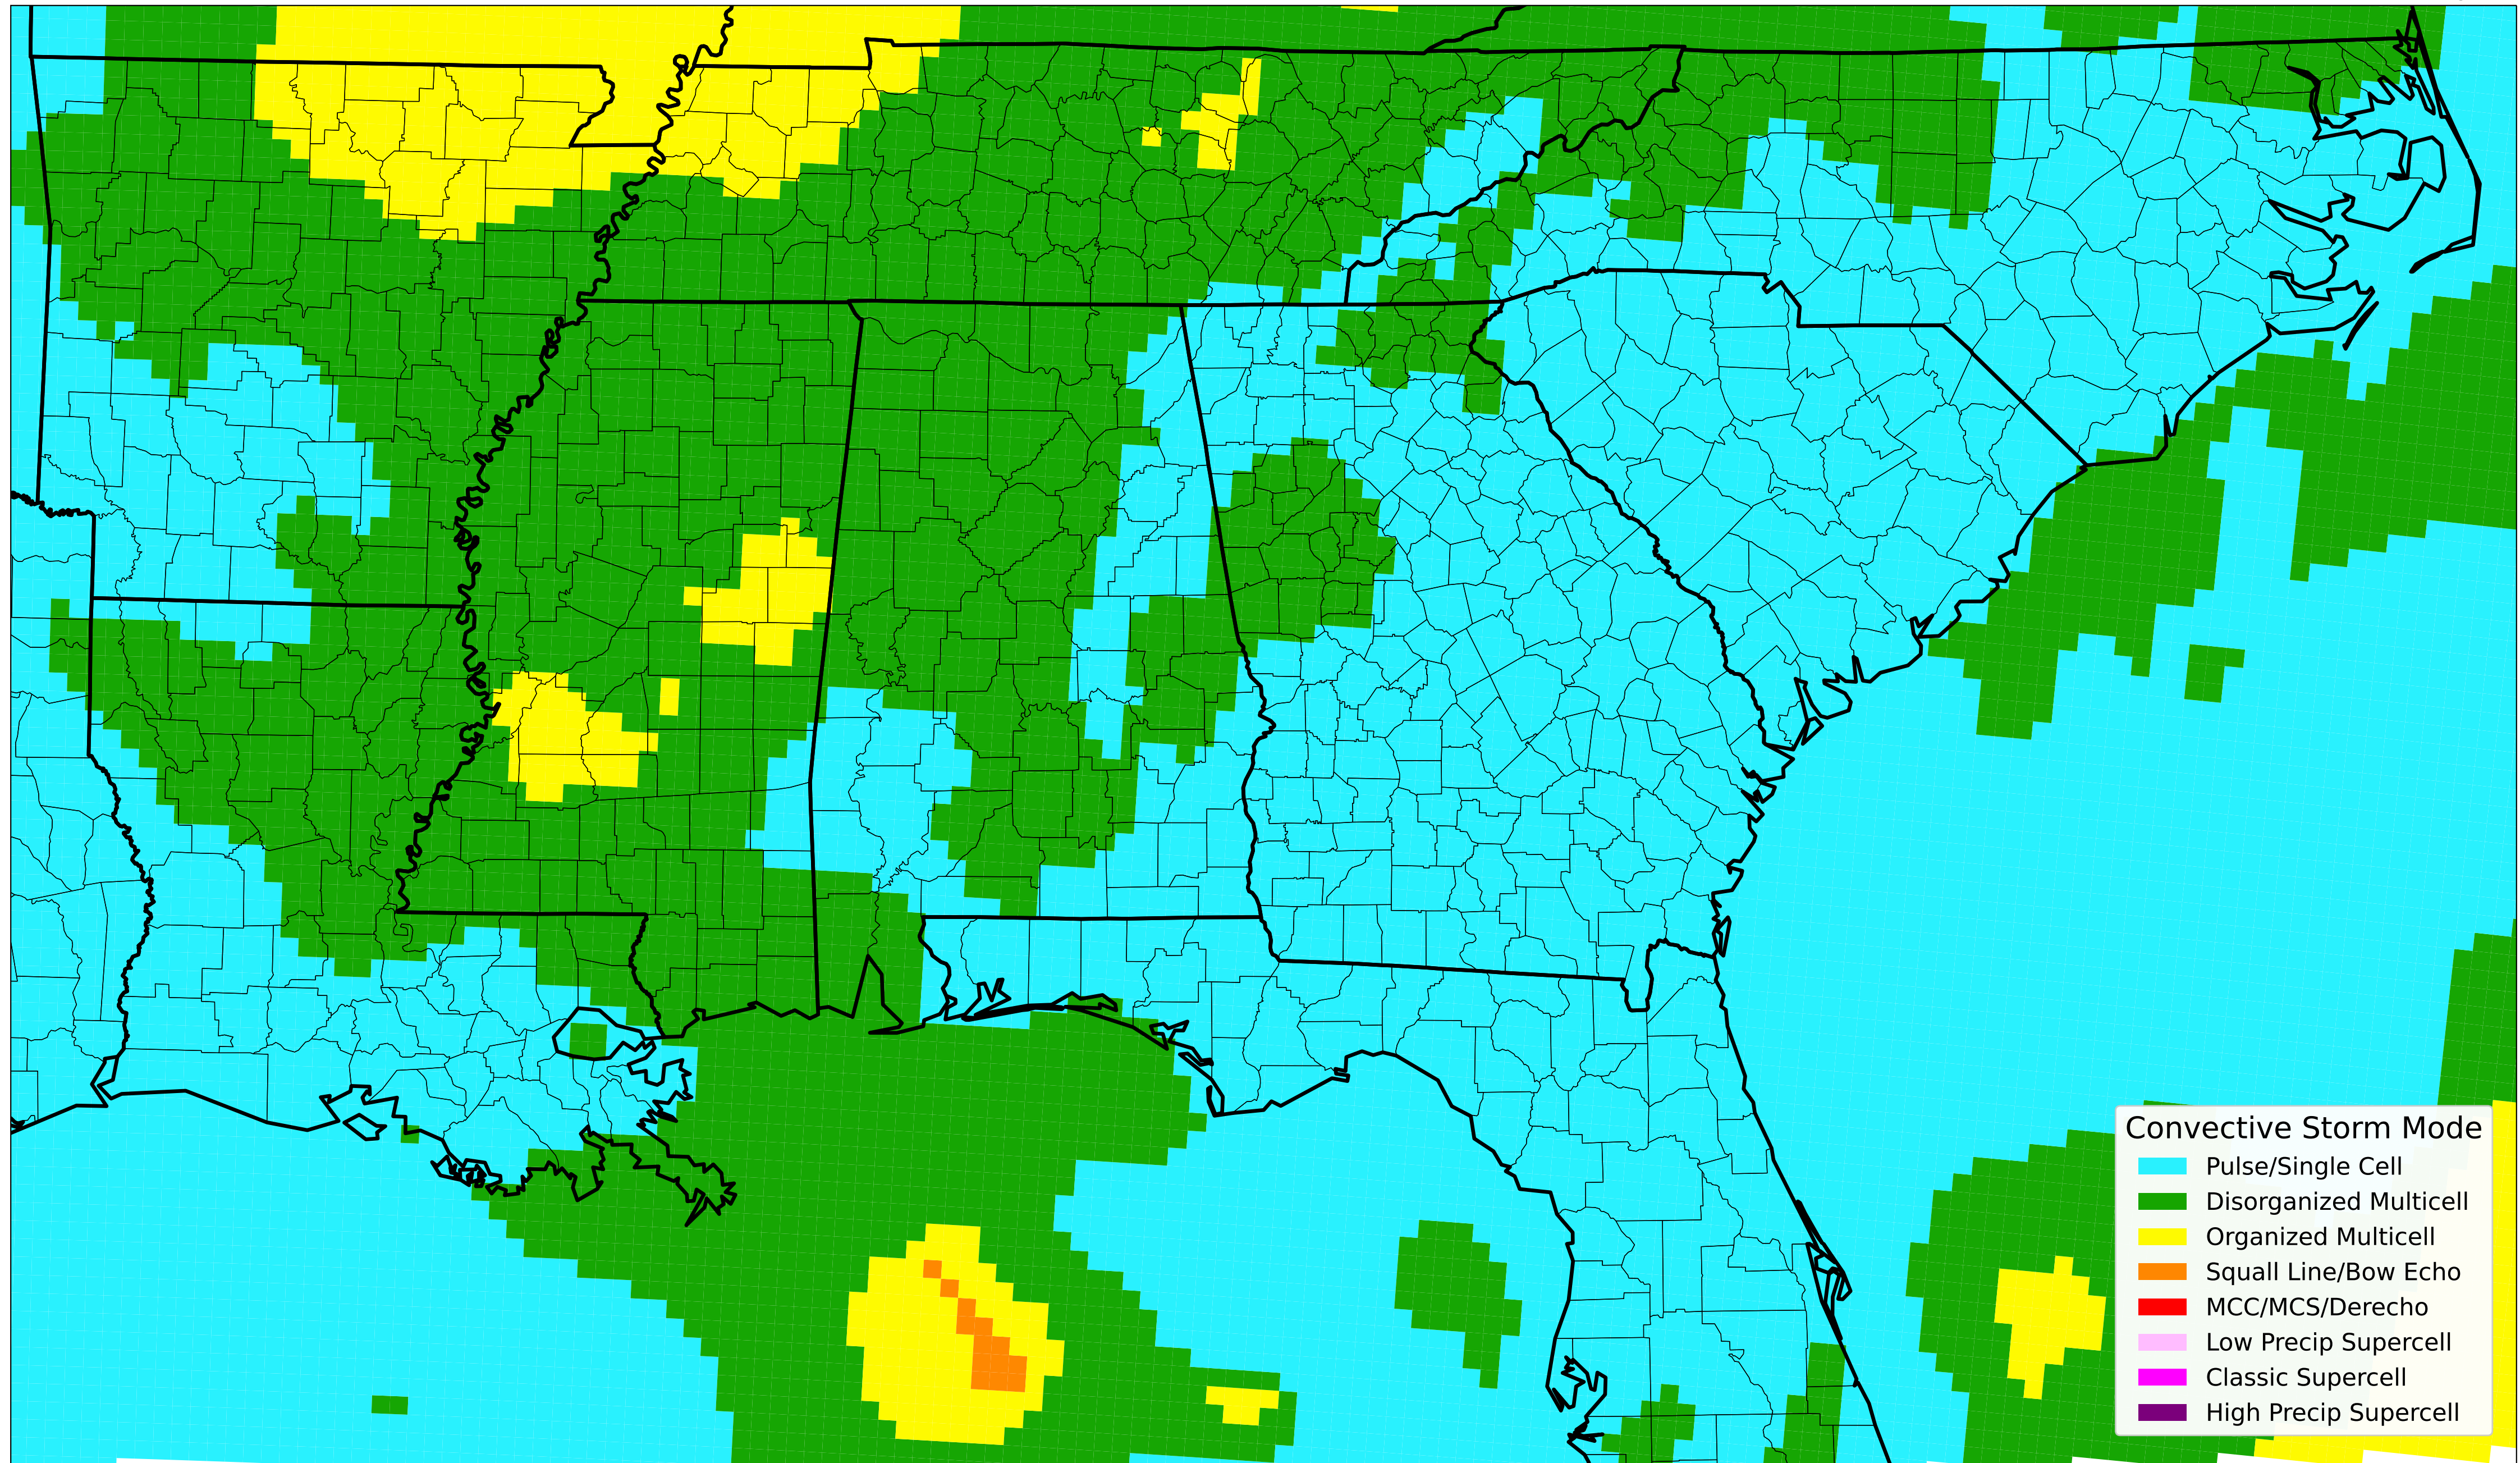 Convective Storm Mode
Pulse/Single Cell
Disorganized Multicell
Organized Multicell
Squall Line/Bow Echo
MCC/MCS/Derecho
Low Precip Supercell
Classic Supercell
High Precip Supercell